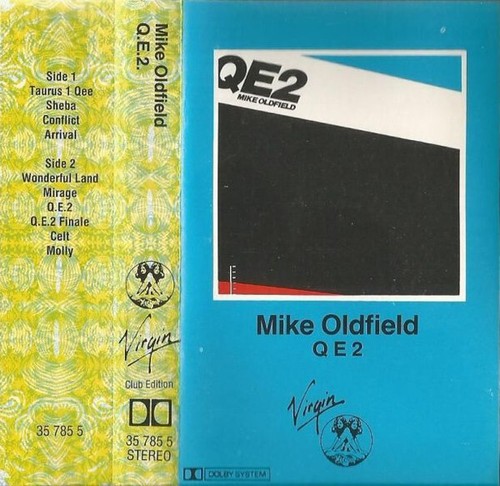 Side 1
Taurus 1 Qee
Sheba
Conflict
Arrival
Side 2
Wonderful Land
Mirage
Q.E.2
Q.E.2 Finale
Celt
Molly
35 785 5
Mike Oldfield
Q.E.2.
Virgin
Club Edition
35 785 5
STEREO
QE2
MIKE OLDFIELD
Mike Oldfield
Q E 2
Virgin
DOLBY SYSTEM